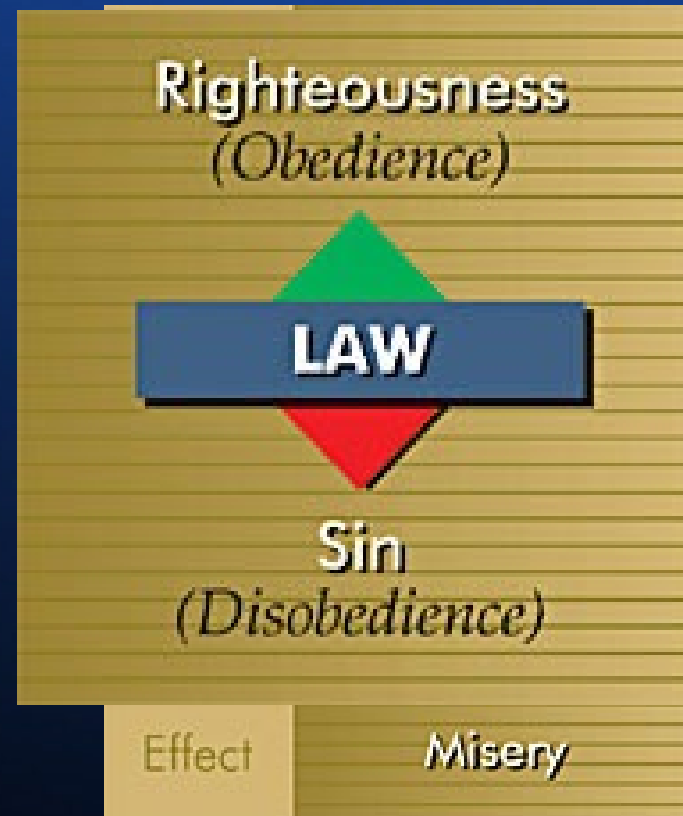 Righteousness
(Obedience)
LAW
Sin
(Disobedience)
Effect Misery